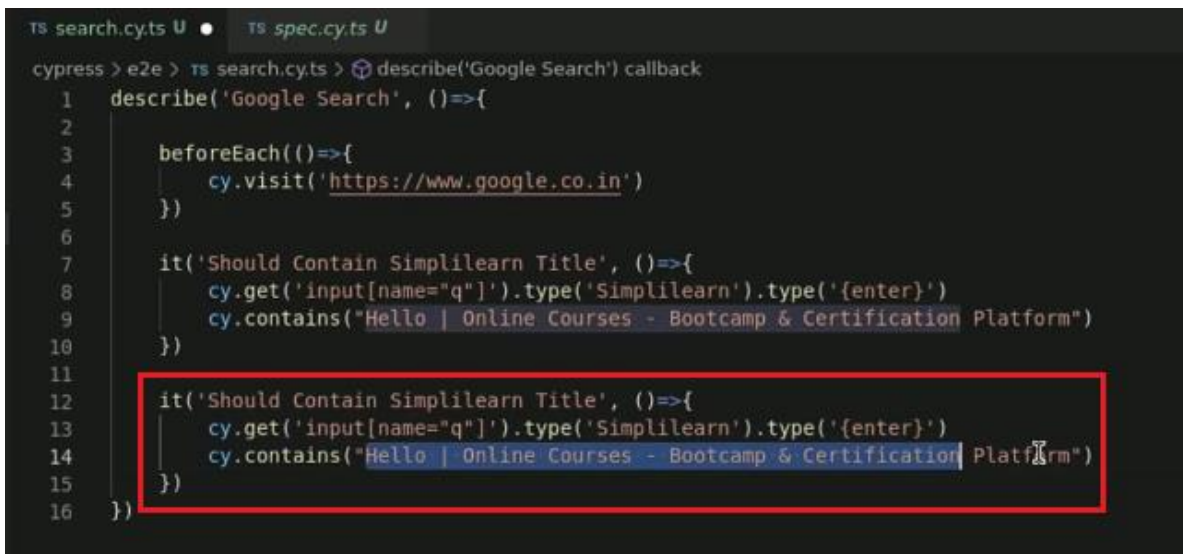 TS search.cy.ts U ● TS spec.cy.ts U
cypress > e2e > TS search.cy.ts > describe('Google Search') callback
1 describe('Google Search', ()=>{
2
3     beforeEach(()=>{
4         cy.visit('https://www.google.co.in')
5     })
6
7     it('Should Contain Simplilearn Title', ()=>{
8         cy.get('input[name="q"]').type('Simplilearn').type('{enter}')
9         cy.contains("Hello | Online Courses - Bootcamp & Certification Platform")
10     })
11
12     it('Should Contain Simplilearn Title', ()=>{
13         cy.get('input[name="q"]').type('Simplilearn').type('{enter}')
14         cy.contains("Hello | Online Courses - Bootcamp & Certification Platform")
15     })
16 })